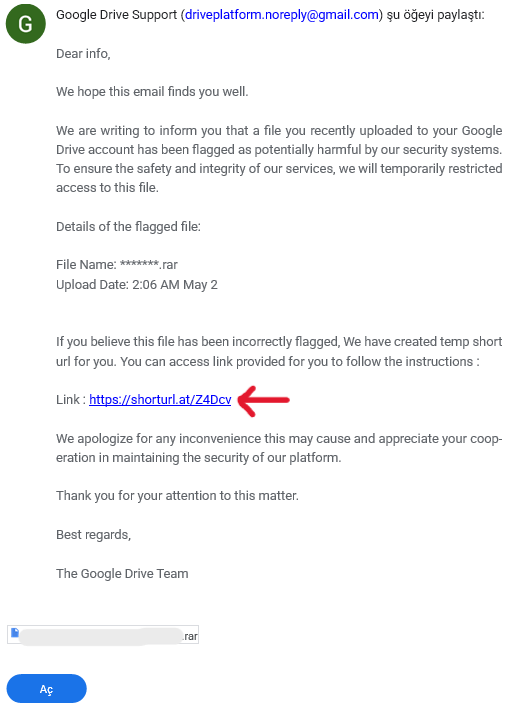 G
Google Drive Support (driveplatform.noreply@gmail.com) şu öğeyi paylaştı:
Dear info,
We hope this email finds you well.
We are writing to inform you that a file you recently uploaded to your Google
Drive account has been flagged as potentially harmful by our security systems.
To ensure the safety and integrity of our services, we will temporarily restricted
access to this file.
Details of the flagged file:
File Name: *******.rar
Upload Date: 2:06 AM May 2
If you believe this file has been incorrectly flagged, We have created temp short
url for you. You can access link provided for you to follow the instructions :
Link : https://shorturl.at/Z4Dcv
We apologize for any inconvenience this may cause and appreciate your coop-
eration in maintaining the security of our platform.
Thank you for your attention to this matter.
Best regards,
The Google Drive Team
.rar
Aç